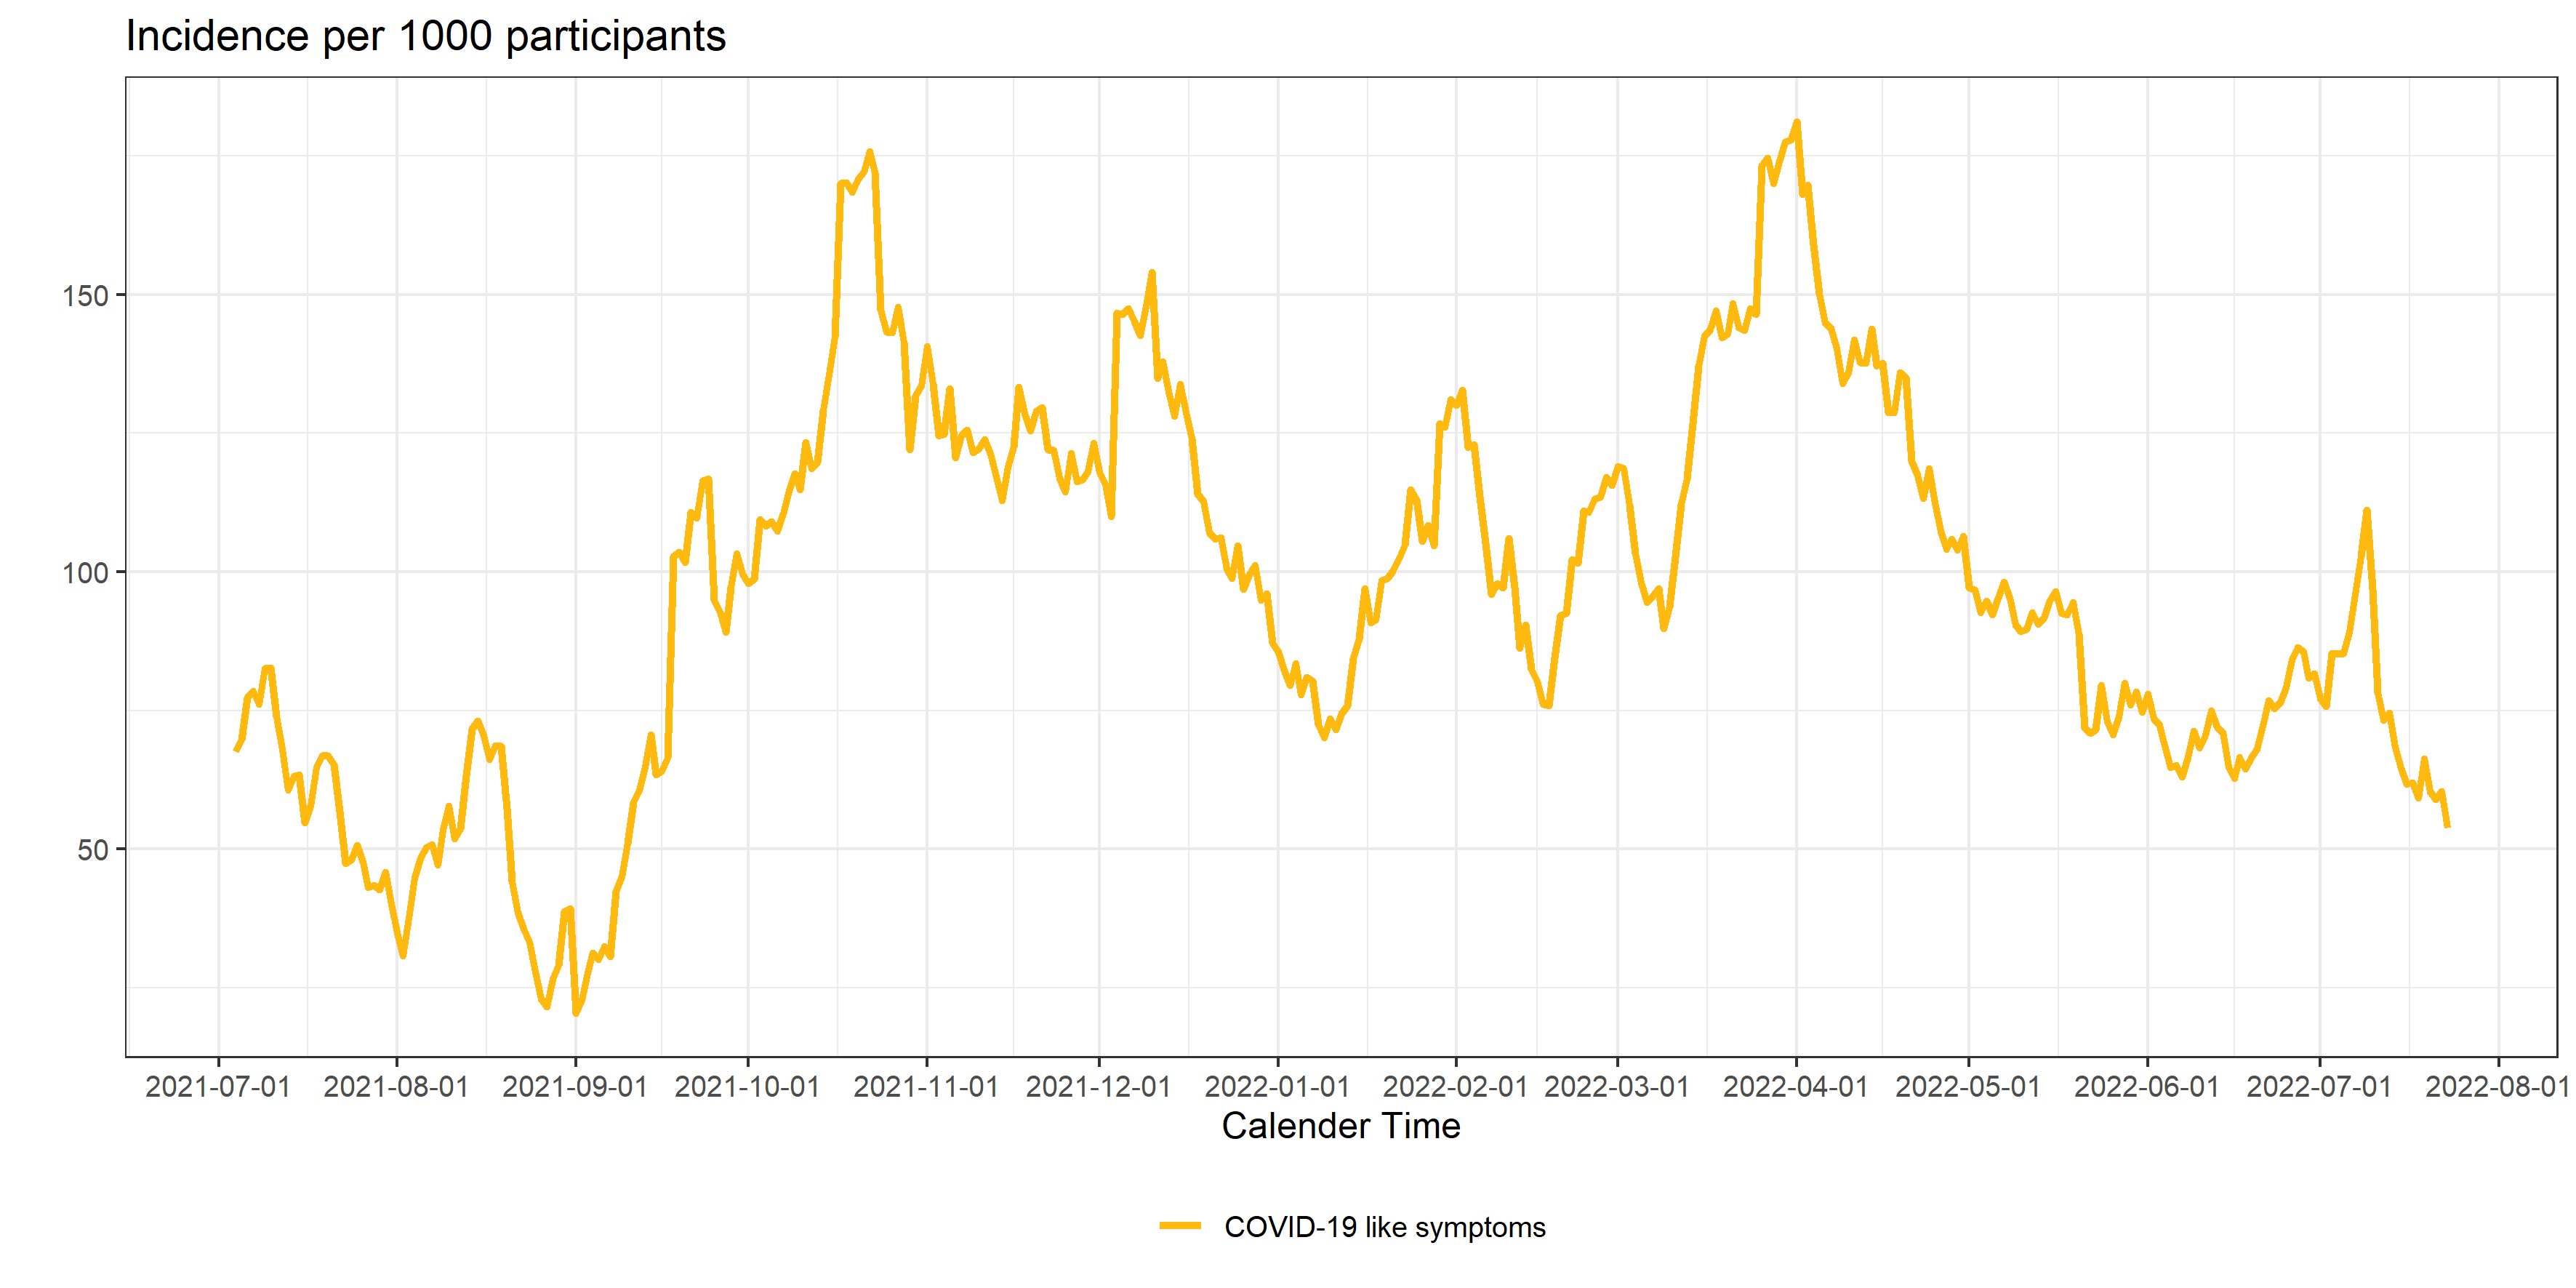 Incidence per 1000 participants
150
100
50
2021-07-01 2021-08-01 2021-09-01 2021-10-01 2021-11-01 2021-12-01 2022-01-01 2022-02-01 2022-03-01 2022-04-01 2022-05-01 2022-06-01 2022-07-01 2022-08-01
Calender Time
COVID-19 like symptoms